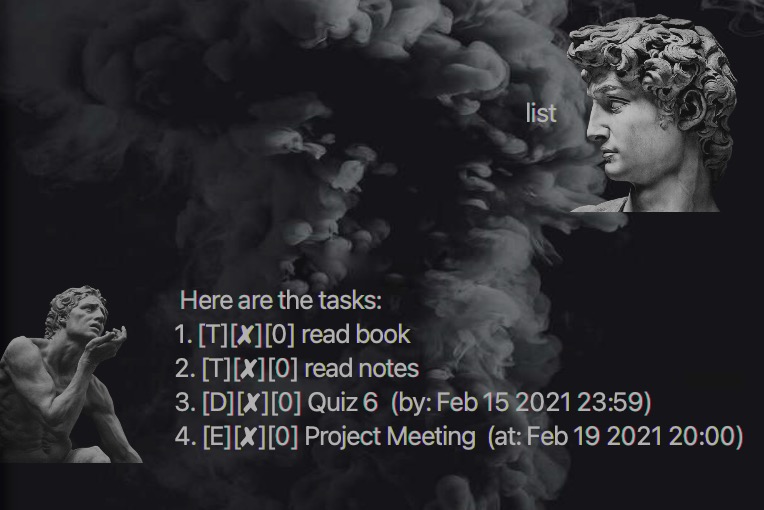 list
Here are the tasks:
1. [T][✘][0] read book
2. [T][✘][0] read notes
3. [D][✘][0] Quiz 6 (by: Feb 15 2021 23:59)
4. [E][✘][0] Project Meeting (at: Feb 19 2021 20:00)